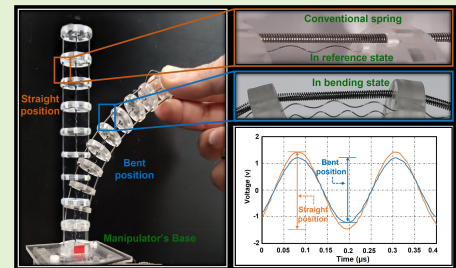 Conventional spring
In reference state
In bending state
Straight
position
Bent
position
Manipulator's Base
Voltage (v)
2
1
0
-1
-2
Bent
position
Straight
position
0
0.05
0.1
0.15
0.2
0.25
0.3
0.35
0.4
Time (μs)